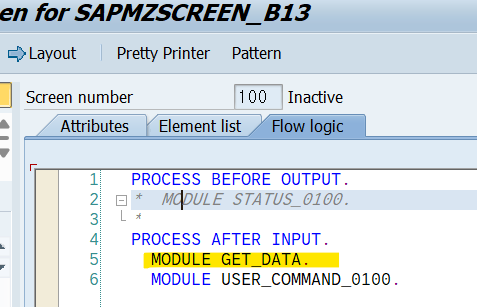 en for SAPMZSCREEN_B13
Layout Pretty Printer Pattern
Screen number 100 Inactive
Attributes Element list Flow logic
1 PROCESS BEFORE OUTPUT.
2 * MODULE STATUS_0100.
3 *
4 PROCESS AFTER INPUT.
5 MODULE GET_DATA.
6 MODULE USER_COMMAND_0100.